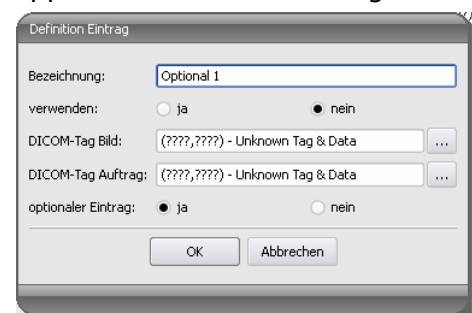 Definition Eintrag
Bezeichnung: Optional 1
verwenden: ja nein
DICOM-Tag Bild: (????,????) - Unknown Tag & Data ...
DICOM-Tag Auftrag: (????,????) - Unknown Tag & Data ...
optionaler Eintrag: ja nein
OK Abbrechen